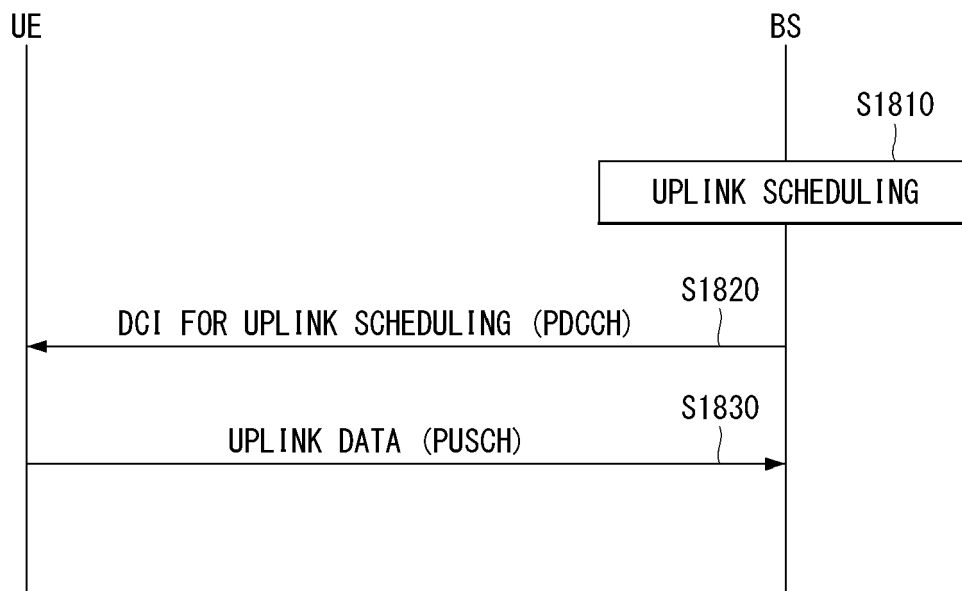 UE BS
S1810
UPLINK SCHEDULING
S1820
DCI FOR UPLINK SCHEDULING (PDCCH)
S1830
UPLINK DATA (PUSCH)